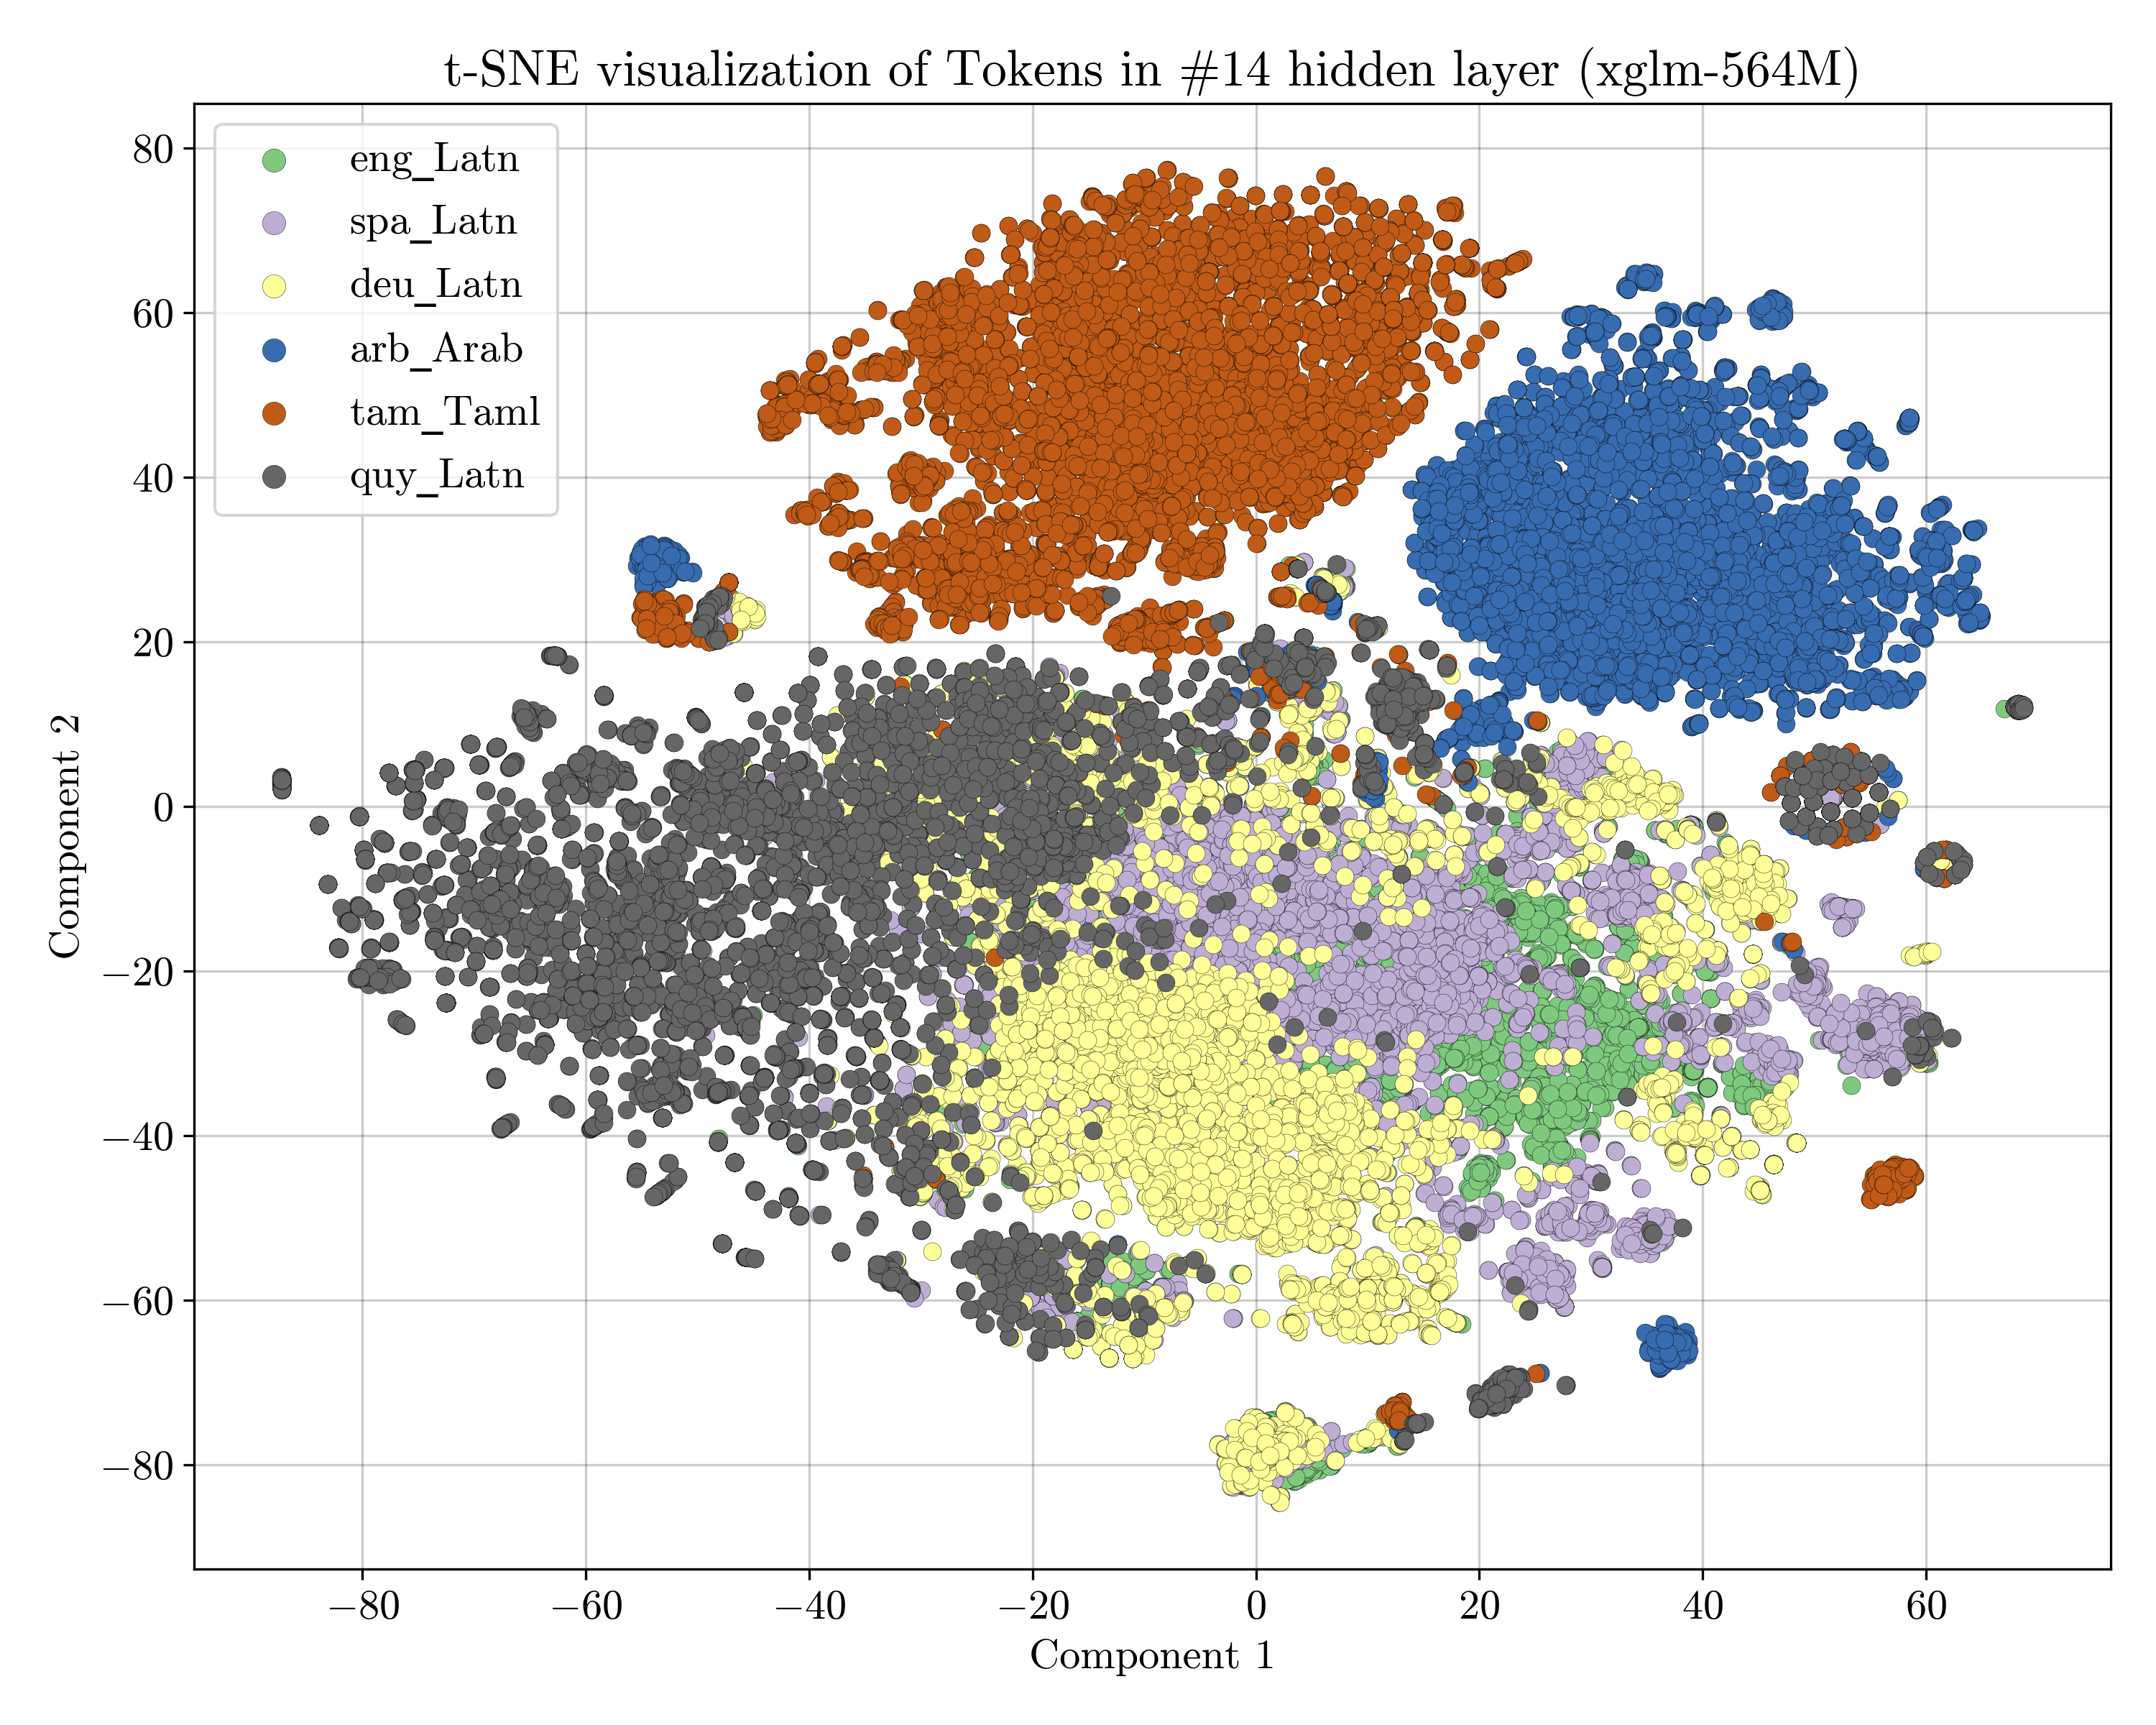 t-SNE visualization of Tokens in #14 hidden layer (xglm-564M)
eng_Latn
spa_Latn
deu_Latn
arb_Arab
tam_Taml
quy_Latn
80
60
40
20
0
−20
−40
−60
−80
Component 2
−80 −60 −40 −20 0 20 40 60
Component 1